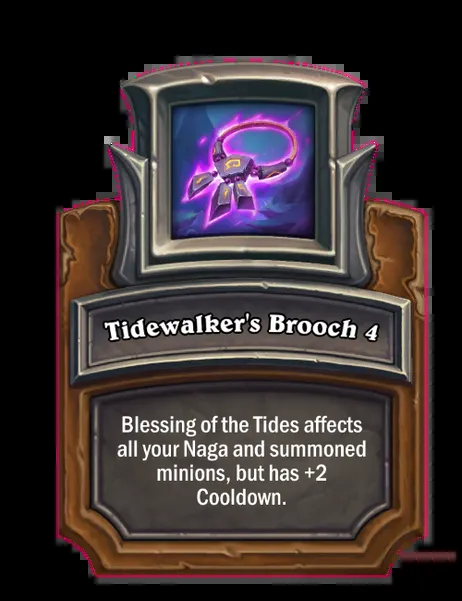 Tidewalker's Brooch 4
Blessing of the Tides affects
all your Naga and summoned
minions, but has +2
Cooldown.